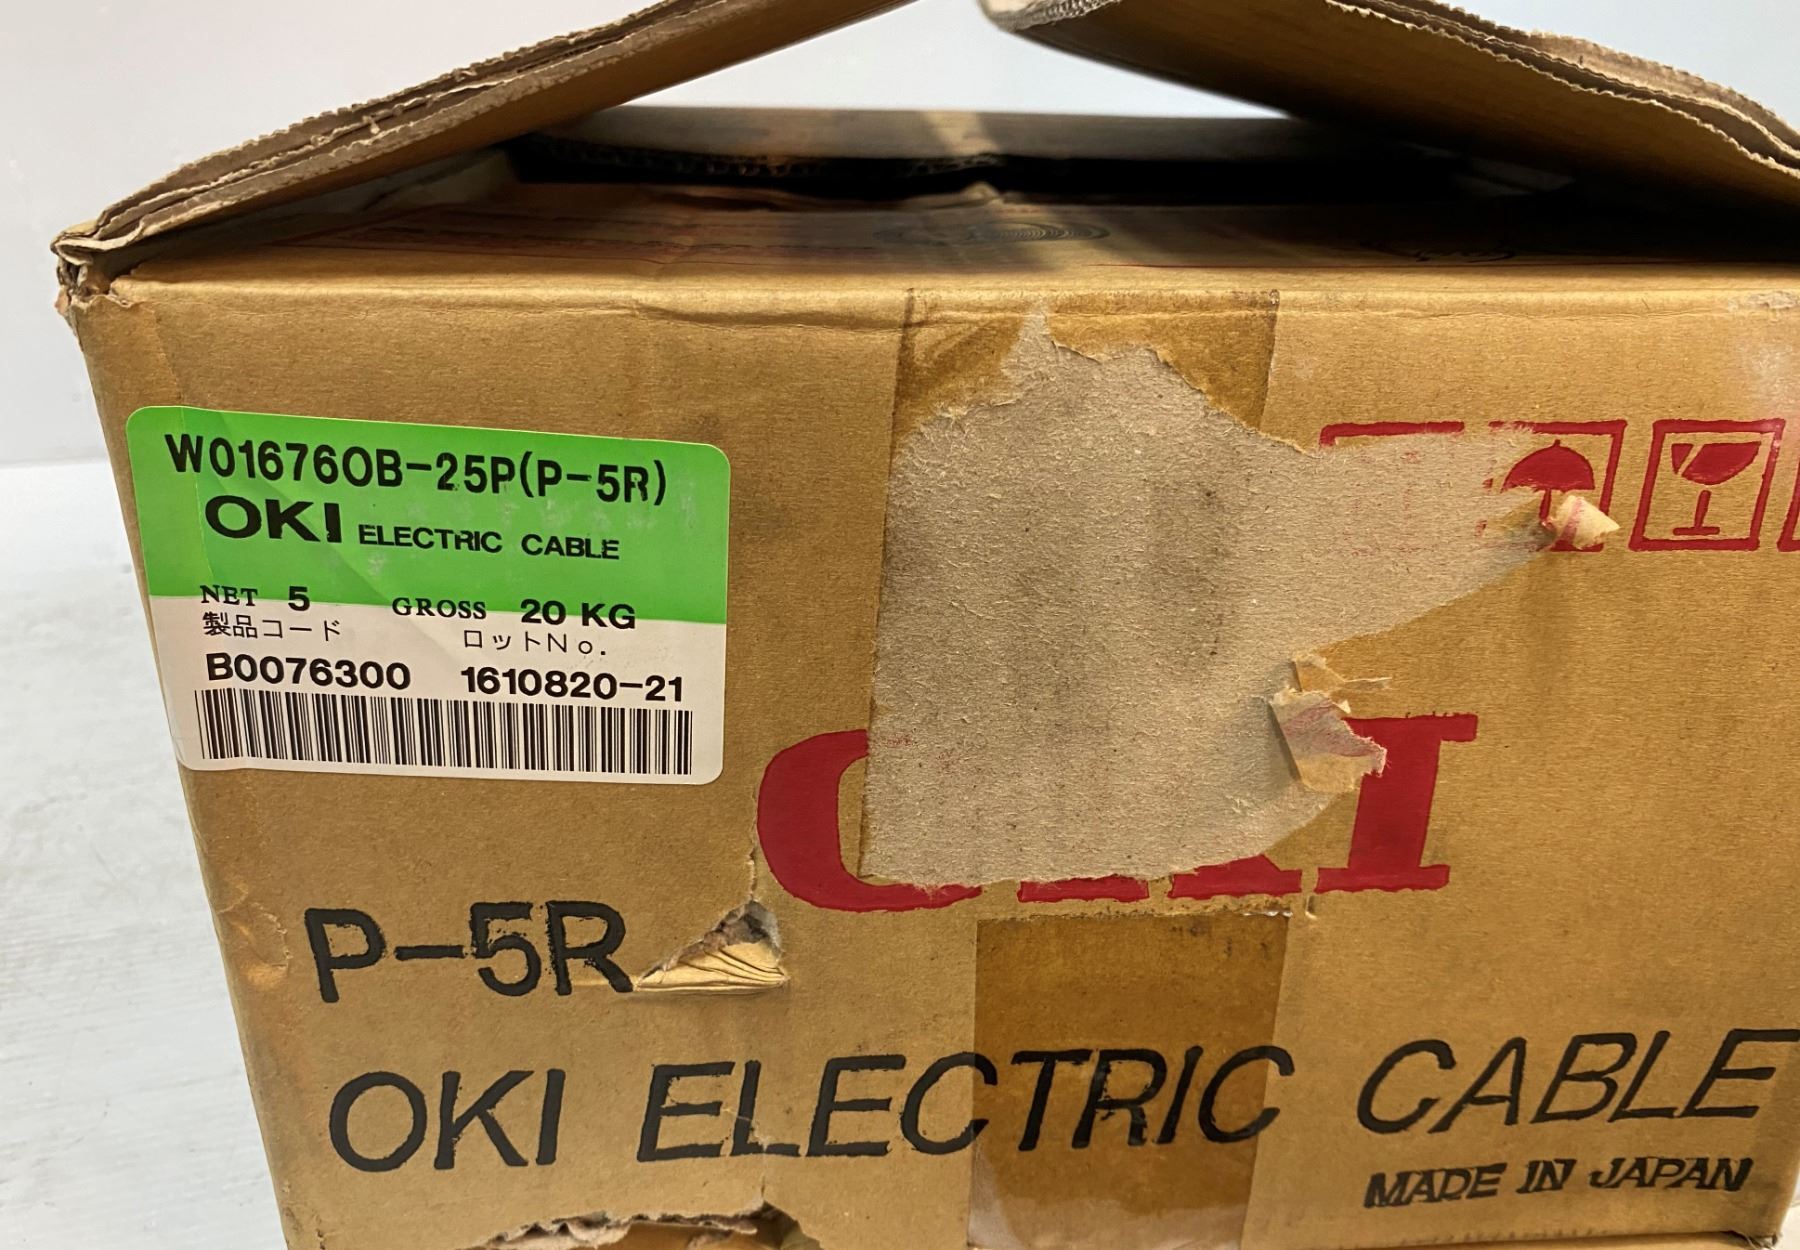 W016760B-25P(P-5R)
OKI ELECTRIC CABLE
NET 5 GROSS 20 KG
製品コード ロットNo.
B0076300 1610820-21
OKI
P-5R
OKI ELECTRIC CABLE
MADE IN JAPAN